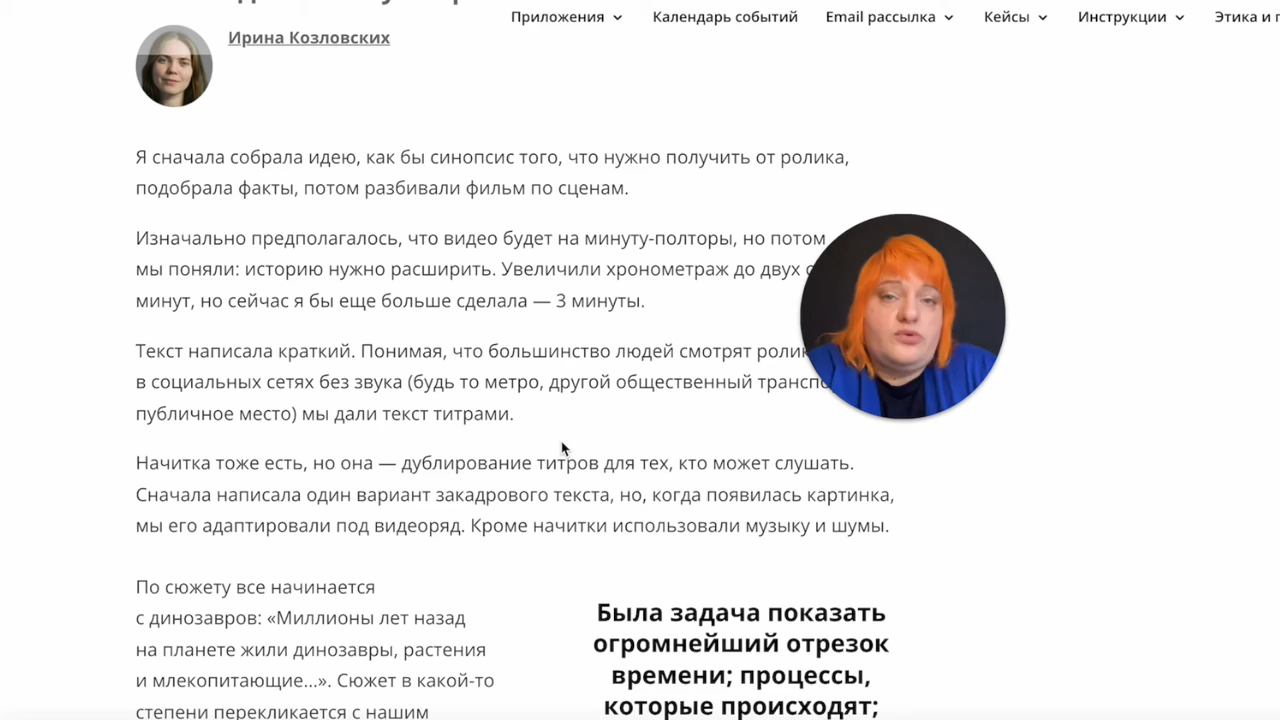 Приложения
Календарь событий
Email рассылка
Кейсы
Инструкции
Этика и
Ирина Козловских
Я сначала собрала идею, как бы синопсис того, что нужно получить от ролика,
подобрала факты, потом разбивали фильм по сценам.
Изначально предполагалось, что видео будет на минуту-полторы, но потом
мы поняли: историю нужно расширить. Увеличили хронометраж до двух
минут, но сейчас я бы еще больше сделала — 3 минуты.
Текст написала краткий. Понимая, что большинство людей смотрят
в социальных сетях без звука (будь то метро, другой общественный
публичное место) мы дали текст титрами.
Начитка тоже есть, но она — дублирование титров для тех, кто может слушать.
Сначала написала один вариант закадрового текста, но, когда появилась картинка,
мы его адаптировали под видеоряд. Кроме начитки использовали музыку и шумы.
По сюжету все начинается
с динозавров: «Миллионы лет назад
на планете жили динозавры, растения
и млекопитающие...». Сюжет в какой-то
степени перекликается с нашим
Была задача показать
огромнейший отрезок
времени; процессы,
которые происходят;